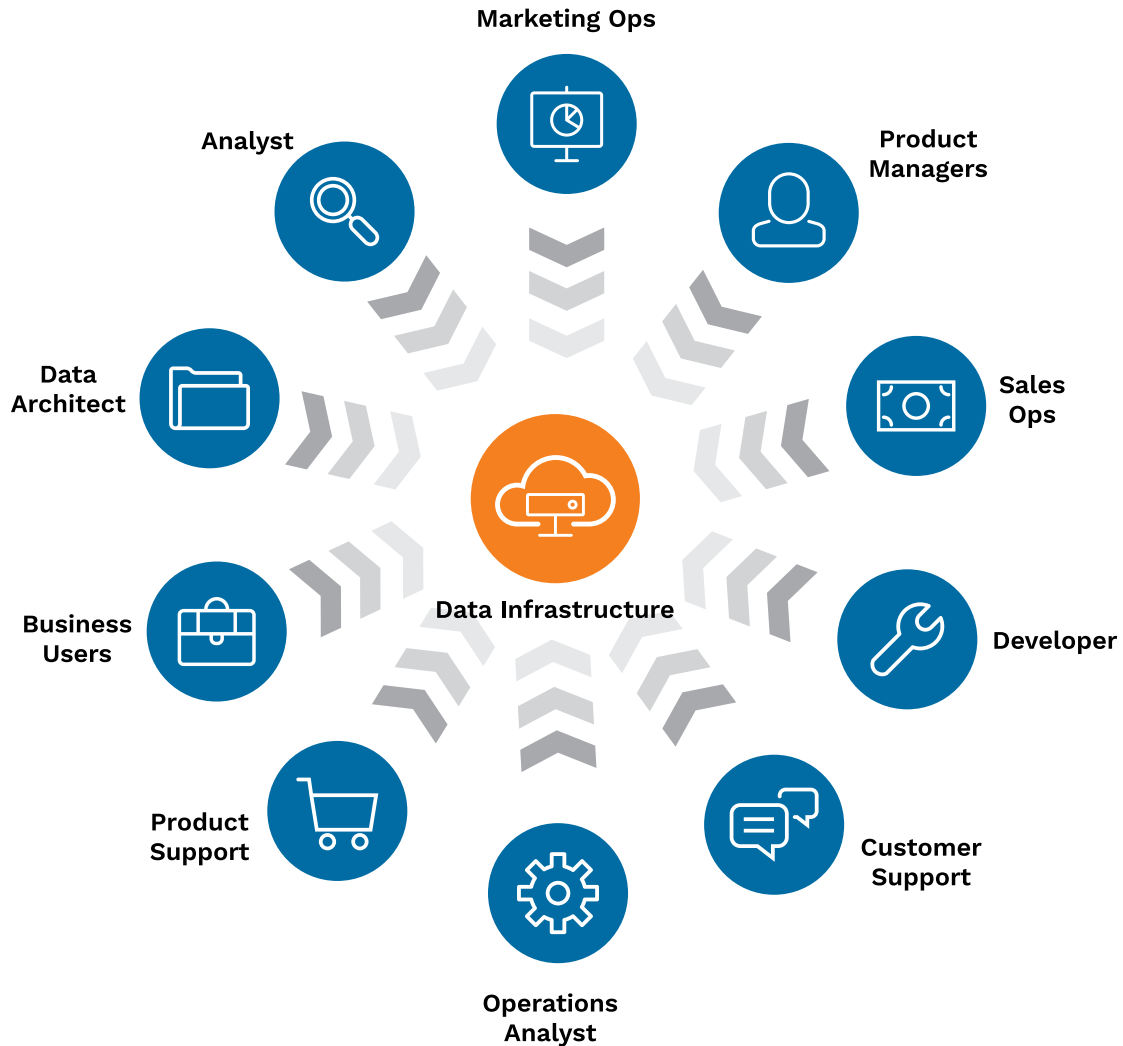 Marketing Ops
Analyst
Product
Managers
Data
Architect
Sales
Ops
Data Infrastructure
Business
Users
Developer
Product
Support
Customer
Support
Operations
Analyst